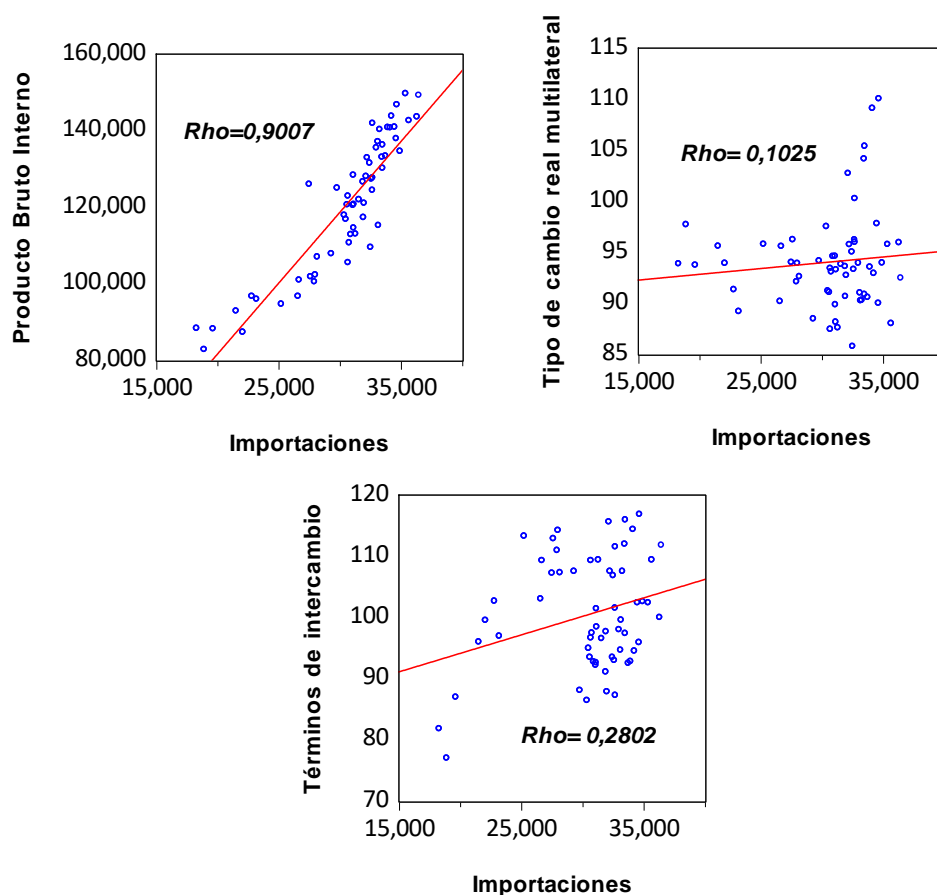 Producto Bruto Interno
160,000
140,000
120,000
100,000
80,000
Rho=0,9007
15,000 25,000 35,000
Importaciones
Tipo de cambio real multilateral
115
110
105
100
95
90
85
Rho= 0,1025
15,000 25,000 35,000
Importaciones
Términos de intercambio
120
110
100
90
80
70
Rho= 0,2802
15,000 25,000 35,000
Importaciones